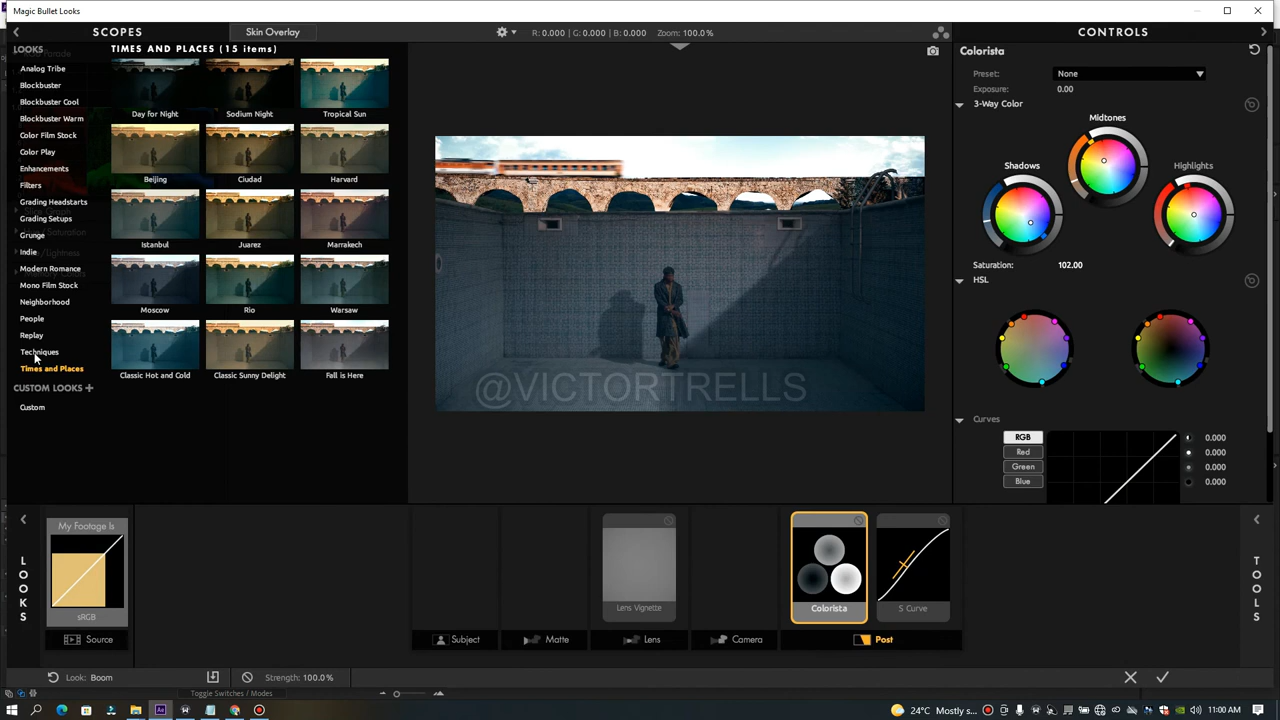 Magic Bullet Looks
SCOPES
Skin Overlay
R: 0.000 | G: 0.000 | B: 0.000 Zoom: 100.0 %
CONTROLS
LOOKS
Analog Tribe
Blockbuster
Blockbuster Cool
Blockbuster Warm
Color Film Stock
Color Play
Enhancements
Filters
Grading Headstarts
Grading Setups
Grunge
Indie
Modern Romance
Mono Film Stock
Neighborhood
People
Replay
Techniques
Times and Places
CUSTOM LOOKS +
Custom
TIMES AND PLACES (15 items)
Day for Night
Sodium Night
Tropical Sun
Beijing
Ciudad
Harvard
Istanbul
Juarez
Marrakech
Moscow
Rio
Warsaw
Classic Hot and Cold
Classic Sunny Delight
Fall is Here
@VICTORTRELLS
Colorista
Preset: None
Exposure: 0.00
3-Way Color
Midtones
Shadows
Highlights
Saturation: 102.00
HSL
Curves
RGB 0.000
Red 0.000
Green 0.000
Blue 0.000
LOOKS
My Footage Is
sRGB
Source
Lens Vignette
Colorista
S Curve
Subject
Matte
Lens
Camera
Post
TOOLS
Look: Boom
Strength: 100.0 %
Toggle Switches / Modes
24°C Mostly s...
11:00 AM